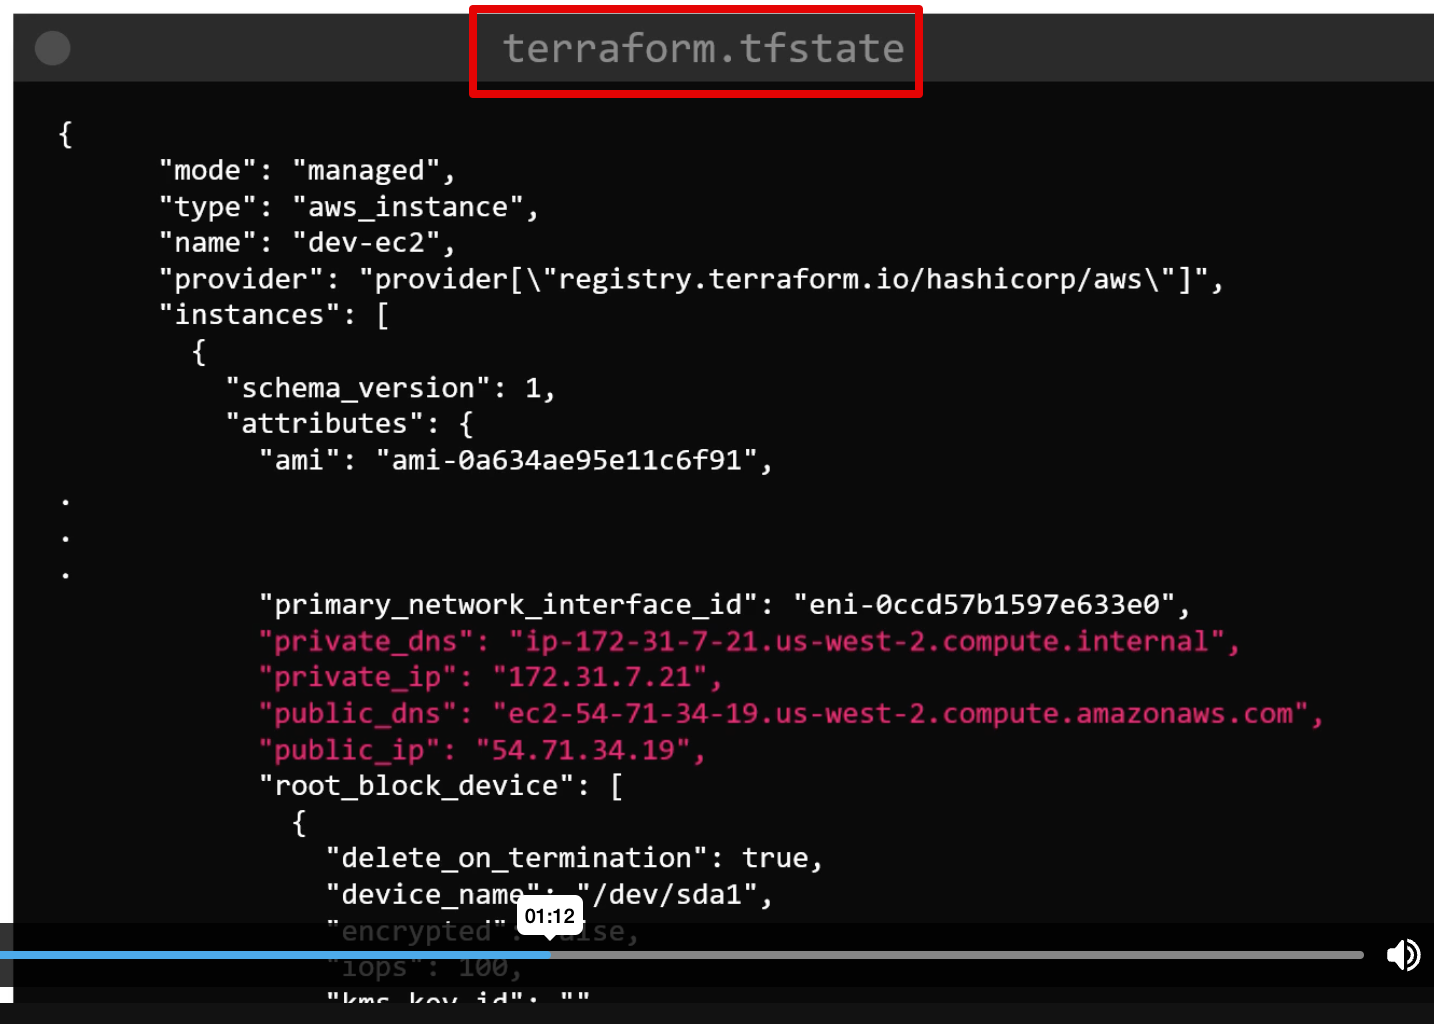 terraform.tfstate
{
"mode": "managed",
"type": "aws_instance",
"name": "dev-ec2",
"provider": "provider[\"registry.terraform.io/hashicorp/aws\"]",
"instances": [
{
"schema_version": 1,
"attributes": {
"ami": "ami-0a634ae95e11c6f91",
.
.
.
"primary_network_interface_id": "eni-0ccd57b1597e633e0",
"private_dns": "ip-172-31-7-21.us-west-2.compute.internal",
"private_ip": "172.31.7.21",
"public_dns": "ec2-54-71-34-19.us-west-2.compute.amazonaws.com",
"public_ip": "54.71.34.19",
"root_block_device": [
{
"delete_on_termination": true,
"device_name": "/dev/sda1",
01:12
"encrypted": false,
"iops": 100,
"kms_key_id": ""